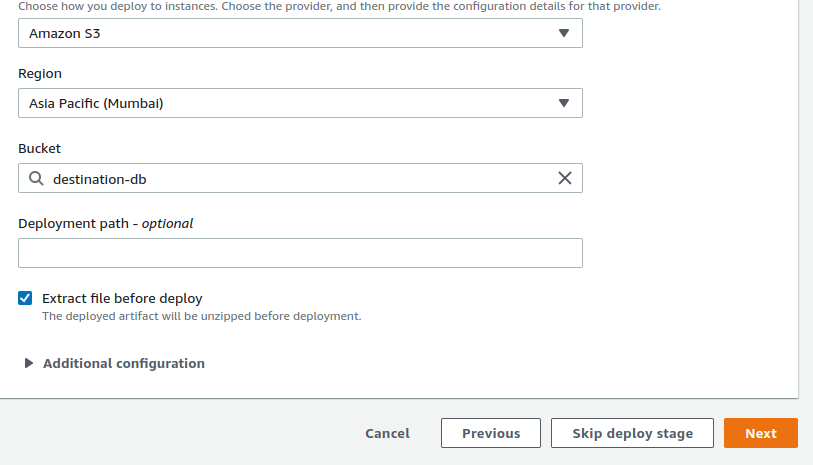 Choose how you deploy to instances. Choose the provider, and then provide the configuration details for that provider.
Amazon S3
Region
Asia Pacific (Mumbai)
Bucket
destination-db
Deployment path - optional
Extract file before deploy
The deployed artifact will be unzipped before deployment.
Additional configuration
Cancel Previous Skip deploy stage Next